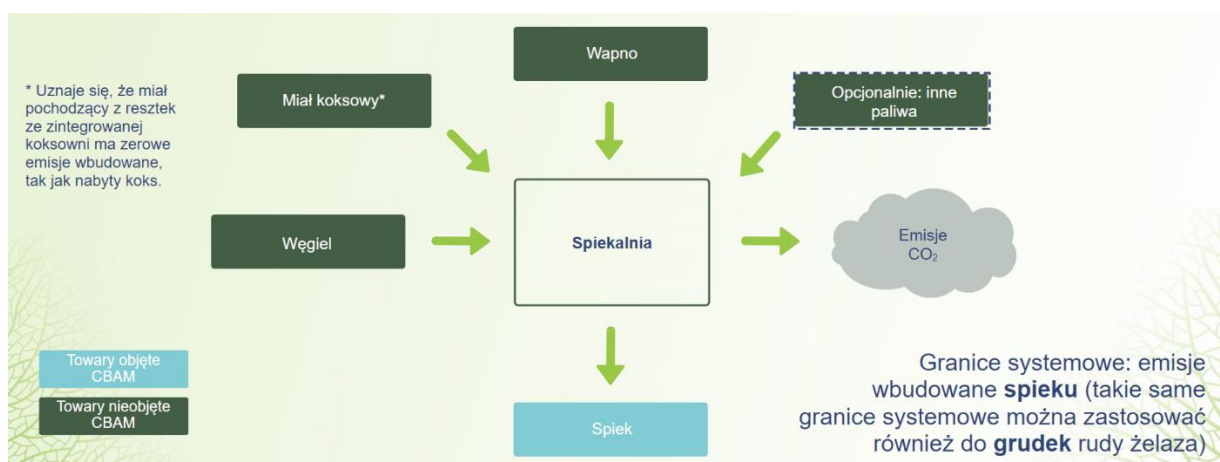 Wapno
* Uznaje się, że miał
pochodzący z resztek
ze zintegrowanej
koksowni ma zerowe
emisje wbudowane,
tak jak nabyty koks.
Miał koksowy*
Opcjonalnie: inne
paliwa
Węgiel
Spiekalnia
Emisje
CO₂
Towary objęte
CBAM
Towary nieobjęte
CBAM
Spiek
Granice systemowe: emisje
wbudowane spieku (takie same
granice systemowe można zastosować
również do grudek rudy żelaza)